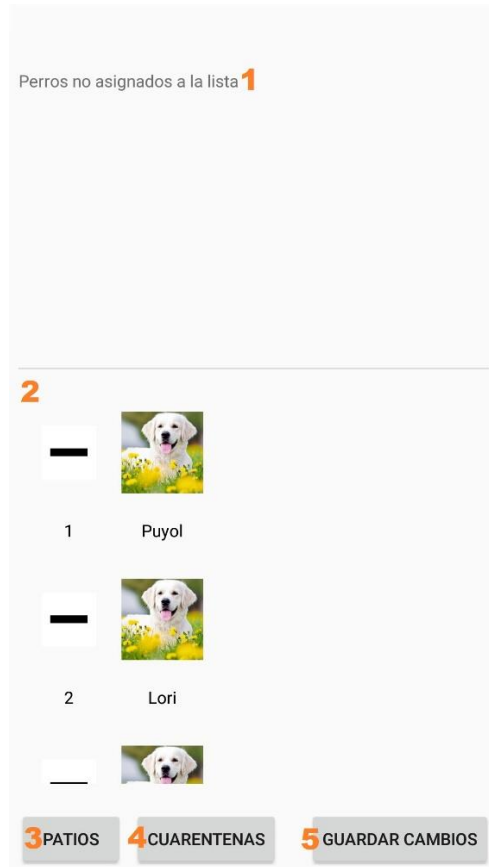 Perros no asignados a la lista 1
2
1 Puyol
2 Lori
3 PATIOS 4 CUARENTENAS 5 GUARDAR CAMBIOS